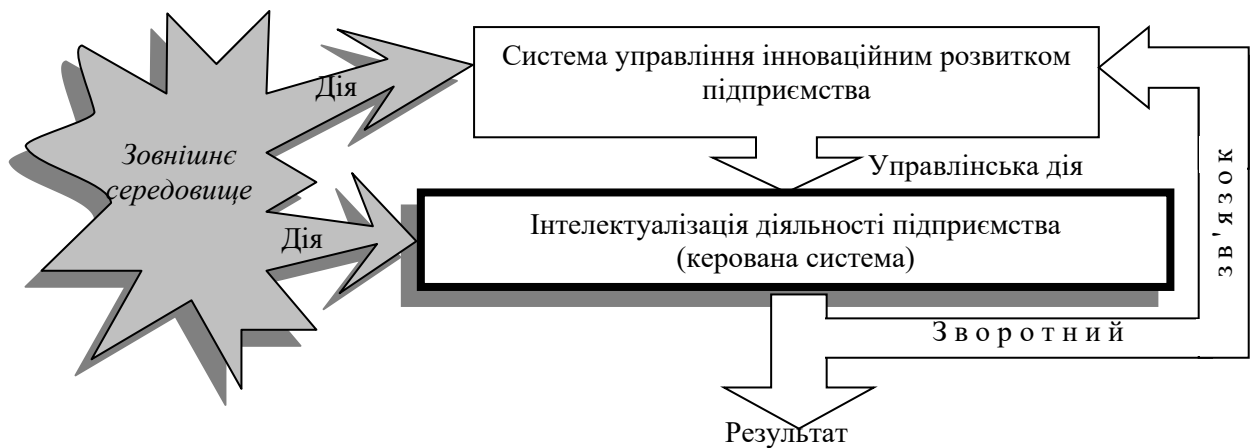 Система управління інноваційним розвитком
підприємства
Дія
Зовнішнє
середовище
Управлінська дія
Інтелектуалізація діяльності підприємства
(керована система)
Дія
З в о р о т н и й
зв'язок
Результат